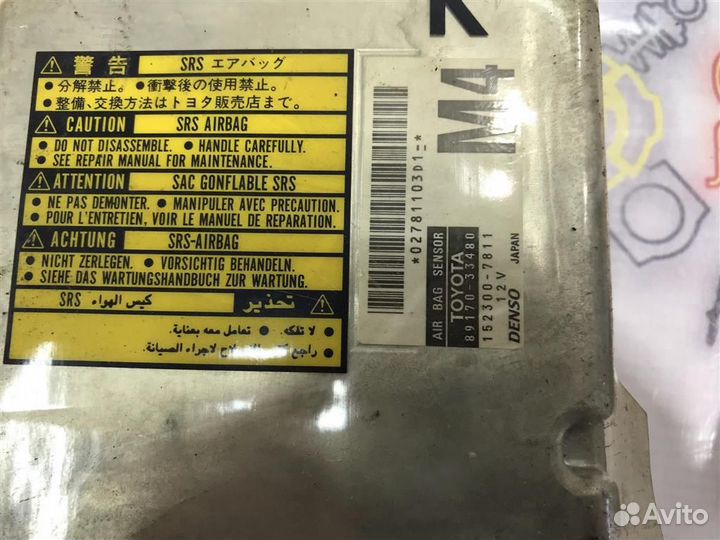 警告 SRS エアバッグ
● 分解禁止。 ● 衝撃後の使用禁止。
● 整備、交換方法はトヨタ販売店まで。
CAUTION SRS AIRBAG
● DO NOT DISASSEMBLE. ● HANDLE CAREFULLY.
● SEE REPAIR MANUAL FOR MAINTENANCE.
ATTENTION SAC GONFLABLE SRS
● NE PAS DEMONTER. ● MANIPULER AVEC PRECAUTION.
● POUR L'ENTRETIEN, VOIR LE MANUEL DE REPARATION.
ACHTUNG SRS-AIRBAG
● NICHT ZERLEGEN. ● VORSICHTIG BEHANDELN.
● SIEHE DAS WARTUNGSHANDBUCH ZUR WARTUNG.
تحذير كيس الهواء SRS
● لا تفكه. ● تعامل معه بعناية.
● راجع لاجراء الصيانة.
K
M4
*02781103D1-*
AIR BAG SENSOR
TOYOTA
89170-33480
152300-7811
12V
DENSO JAPAN
Avito